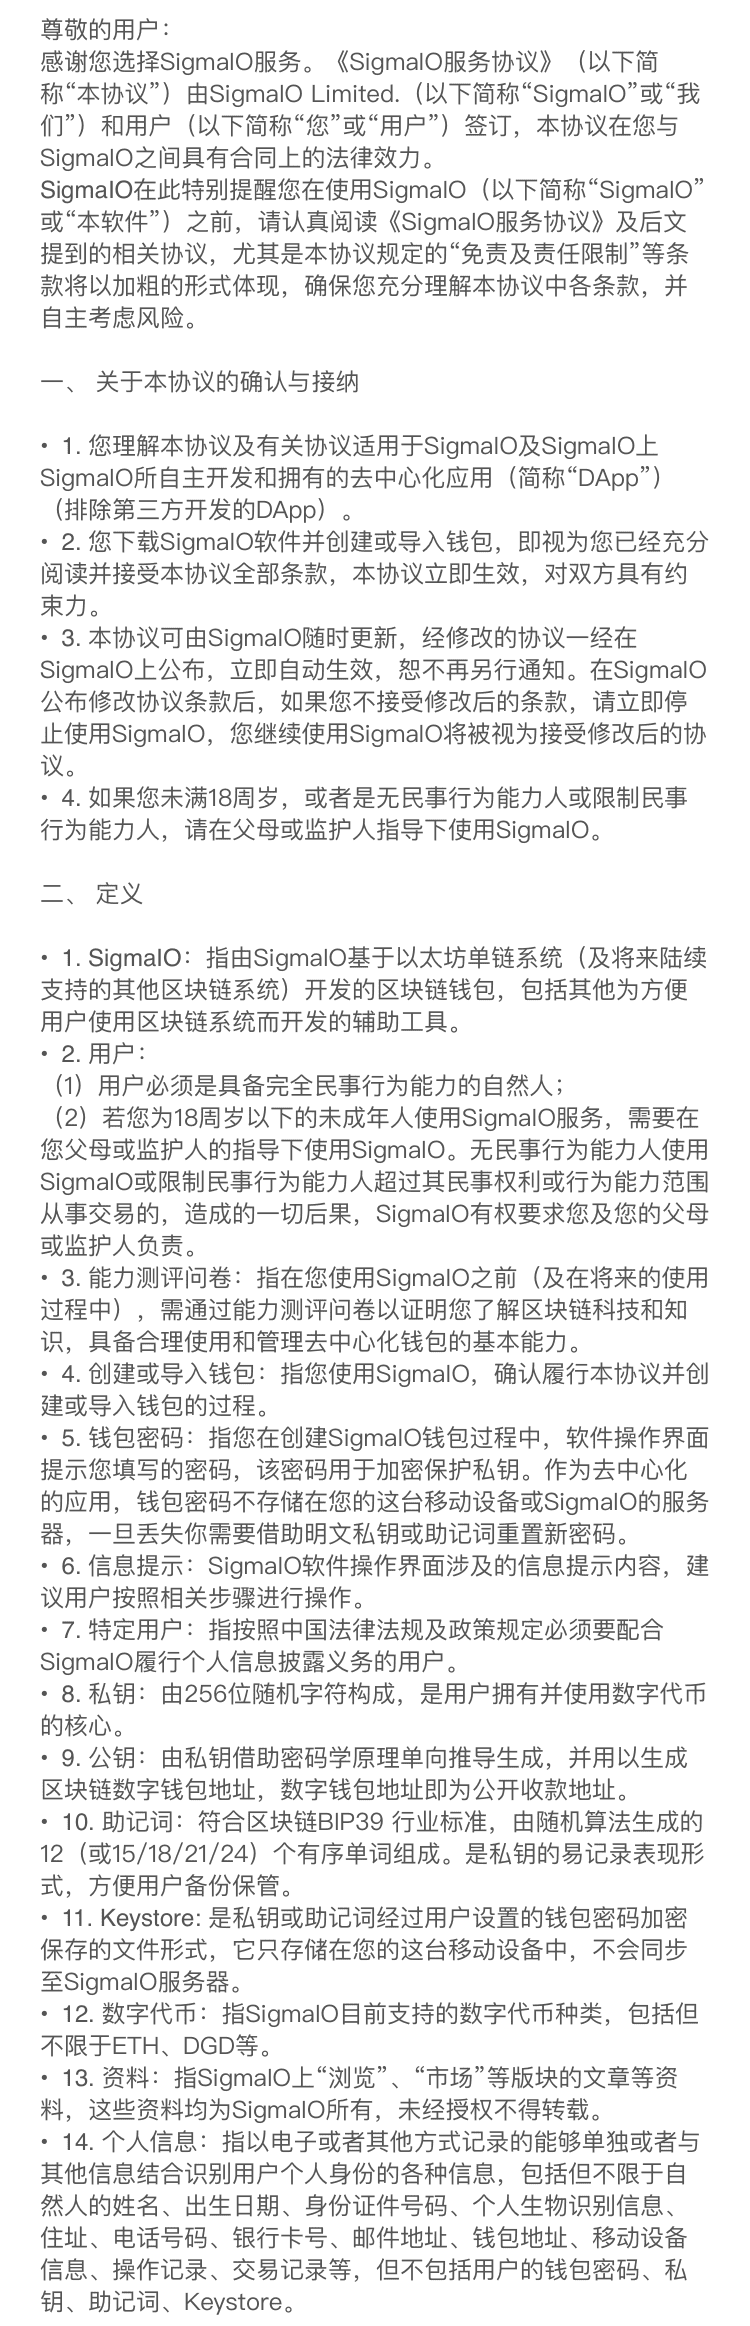 尊敬的用户：
感谢您选择SigmaIO服务。《SigmaIO服务协议》（以下简
称“本协议”）由SigmaIO Limited.（以下简称“SigmaIO”或“我
们”）和用户（以下简称“您”或“用户”）签订，本协议在您与
SigmaIO之间具有合同上的法律效力。
SigmaIO在此特别提醒您在使用SigmaIO（以下简称“SigmaIO”
或“本软件”）之前，请认真阅读《SigmaIO服务协议》及后文
提到的相关协议，尤其是本协议规定的“免责及责任限制”等条
款将以加粗的形式体现，确保您充分理解本协议中各条款，并
自主考虑风险。
一、 关于本协议的确认与接纳
• 1. 您理解本协议及有关协议适用于SigmaIO及SigmaIO上
SigmaIO所自主开发和拥有的去中心化应用（简称“DApp”）
（排除第三方开发的DApp）。
• 2. 您下载SigmaIO软件并创建或导入钱包，即视为您已经充分
阅读并接受本协议全部条款，本协议立即生效，对双方具有约
束力。
• 3. 本协议可由SigmaIO随时更新，经修改的协议一经在
SigmaIO上公布，立即自动生效，恕不再另行通知。在SigmaIO
公布修改协议条款后，如果您不接受修改后的条款，请立即停
止使用SigmaIO，您继续使用SigmaIO将被视为接受修改后的协
议。
• 4. 如果您未满18周岁，或者是无民事行为能力人或限制民事
行为能力人，请在父母或监护人指导下使用SigmaIO。
二、 定义
• 1. SigmaIO：指由SigmaIO基于以太坊单链系统（及将来陆续
支持的其他区块链系统）开发的区块链钱包，包括其他为方便
用户使用区块链系统而开发的辅助工具。
• 2. 用户：
（1）用户必须是具备完全民事行为能力的自然人；
（2）若您为18周岁以下的未成年人使用SigmaIO服务，需要在
您父母或监护人的指导下使用SigmaIO。无民事行为能力人使用
SigmaIO或限制民事行为能力人超过其民事权利或行为能力范围
从事交易的，造成的一切后果，SigmaIO有权要求您及您的父母
或监护人负责。
• 3. 能力测评问卷：指在您使用SigmaIO之前（及在将来的使用
过程中），需通过能力测评问卷以证明您了解区块链科技和知
识，具备合理使用和管理去中心化钱包的基本能力。
• 4. 创建或导入钱包：指您使用SigmaIO，确认履行本协议并创
建或导入钱包的过程。
• 5. 钱包密码：指您在创建SigmaIO钱包过程中，软件操作界面
提示您填写的密码，该密码用于加密保护私钥。作为去中心化
的应用，钱包密码不存储在您的这台移动设备或SigmaIO的服务
器，一旦丢失你需要借助明文私钥或助记词重置新密码。
• 6. 信息提示：SigmaIO软件操作界面涉及的信息提示内容，建
议用户按照相关步骤进行操作。
• 7. 特定用户：指按照中国法律法规及政策规定必须要配合
SigmaIO履行个人信息披露义务的用户。
• 8. 私钥：由256位随机字符构成，是用户拥有并使用数字代币
的核心。
• 9. 公钥：由私钥借助密码学原理单向推导生成，并用以生成
区块链数字钱包地址，数字钱包地址即为公开收款地址。
• 10. 助记词：符合区块链BIP39 行业标准，由随机算法生成的
12（或15/18/21/24）个有序单词组成。是私钥的易记录表现形
式，方便用户备份保管。
• 11. Keystore: 是私钥或助记词经过用户设置的钱包密码加密
保存的文件形式，它只存储在您的这台移动设备中，不会同步
至SigmaIO服务器。
• 12. 数字代币：指SigmaIO目前支持的数字代币种类，包括但
不限于ETH、DGD等。
• 13. 资料：指SigmaIO上“浏览”、“市场”等版块的文章等资
料，这些资料均为SigmaIO所有，未经授权不得转载。
• 14. 个人信息：指以电子或者其他方式记录的能够单独或者与
其他信息结合识别用户个人身份的各种信息，包括但不限于自
然人的姓名、出生日期、身份证件号码、个人生物识别信息、
住址、电话号码、银行卡号、邮件地址、钱包地址、移动设备
信息、操作记录、交易记录等，但不包括用户的钱包密码、私
钥、助记词、Keystore。